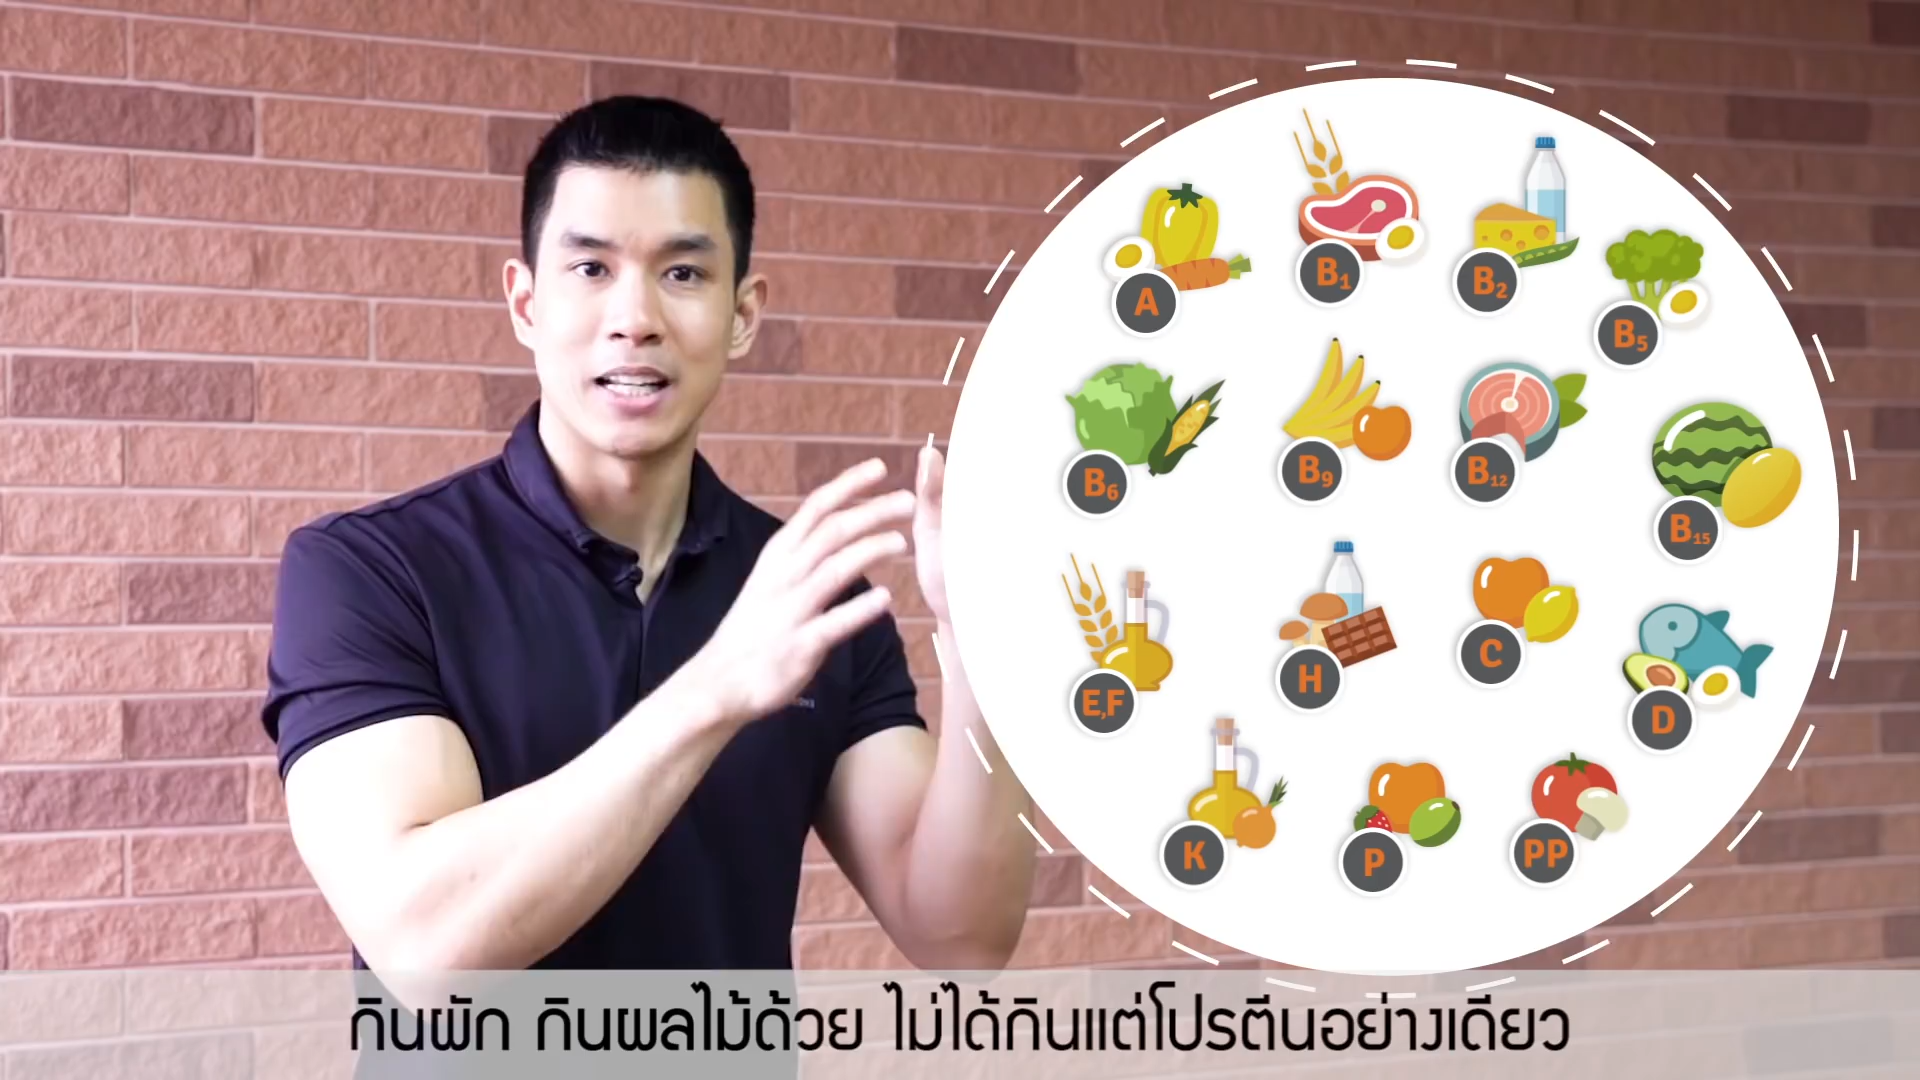 A
B1
B2
B5
B6
B9
B12
B15
E,F
H
C
D
K
P
PP
กินผัก กินผลไม้ด้วย ไม่ได้กินแต่โปรตีนอย่างเดียว